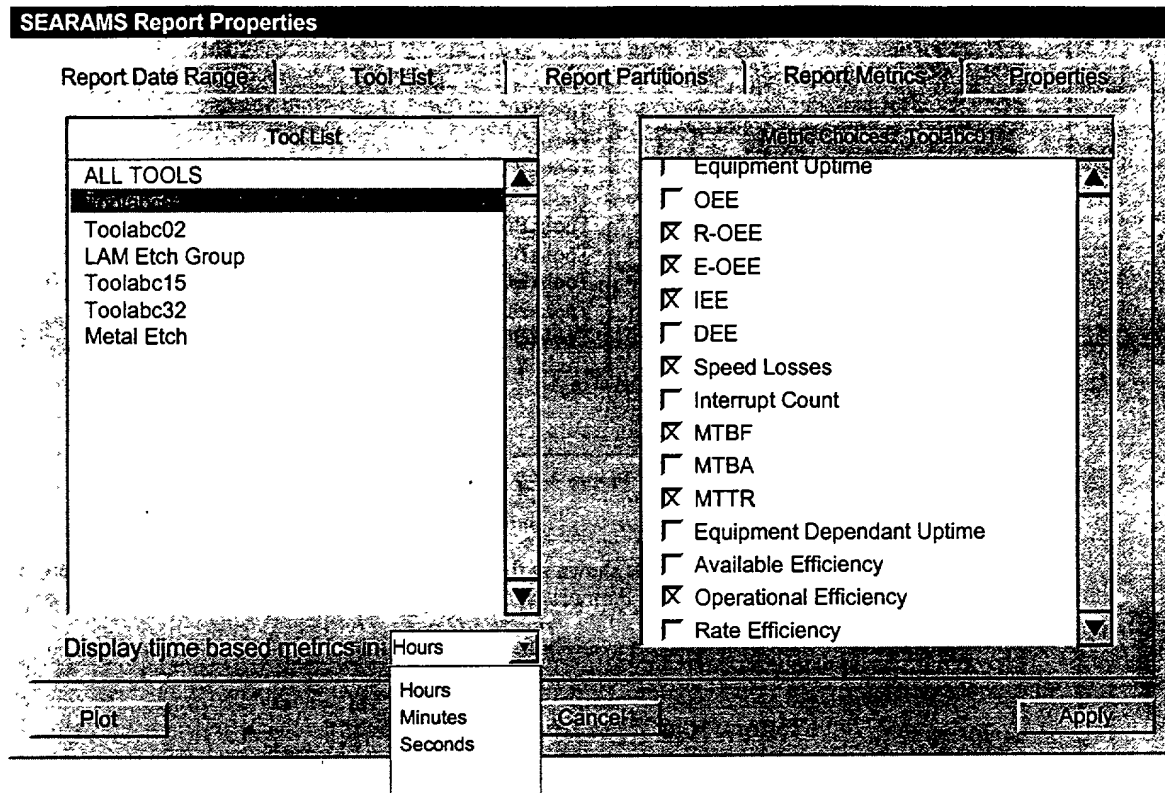 SEARAMS Report Properties
Report Date Range
Tool List
Report Partitions
Report Metrics
Properties
Tool List
ALL TOOLS
Toolabc02
LAM Etch Group
Toolabc15
Toolabc32
Metal Etch
Metric Choices: Toolabc01
Equipment Uptime
OEE
R-OEE
E-OEE
IEE
DEE
Speed Losses
Interrupt Count
MTBF
MTBA
MTTR
Equipment Dependant Uptime
Available Efficiency
Operational Efficiency
Rate Efficiency
Display tijme based metrics in: Hours
Hours
Minutes
Seconds
Plot
Cancel
Apply